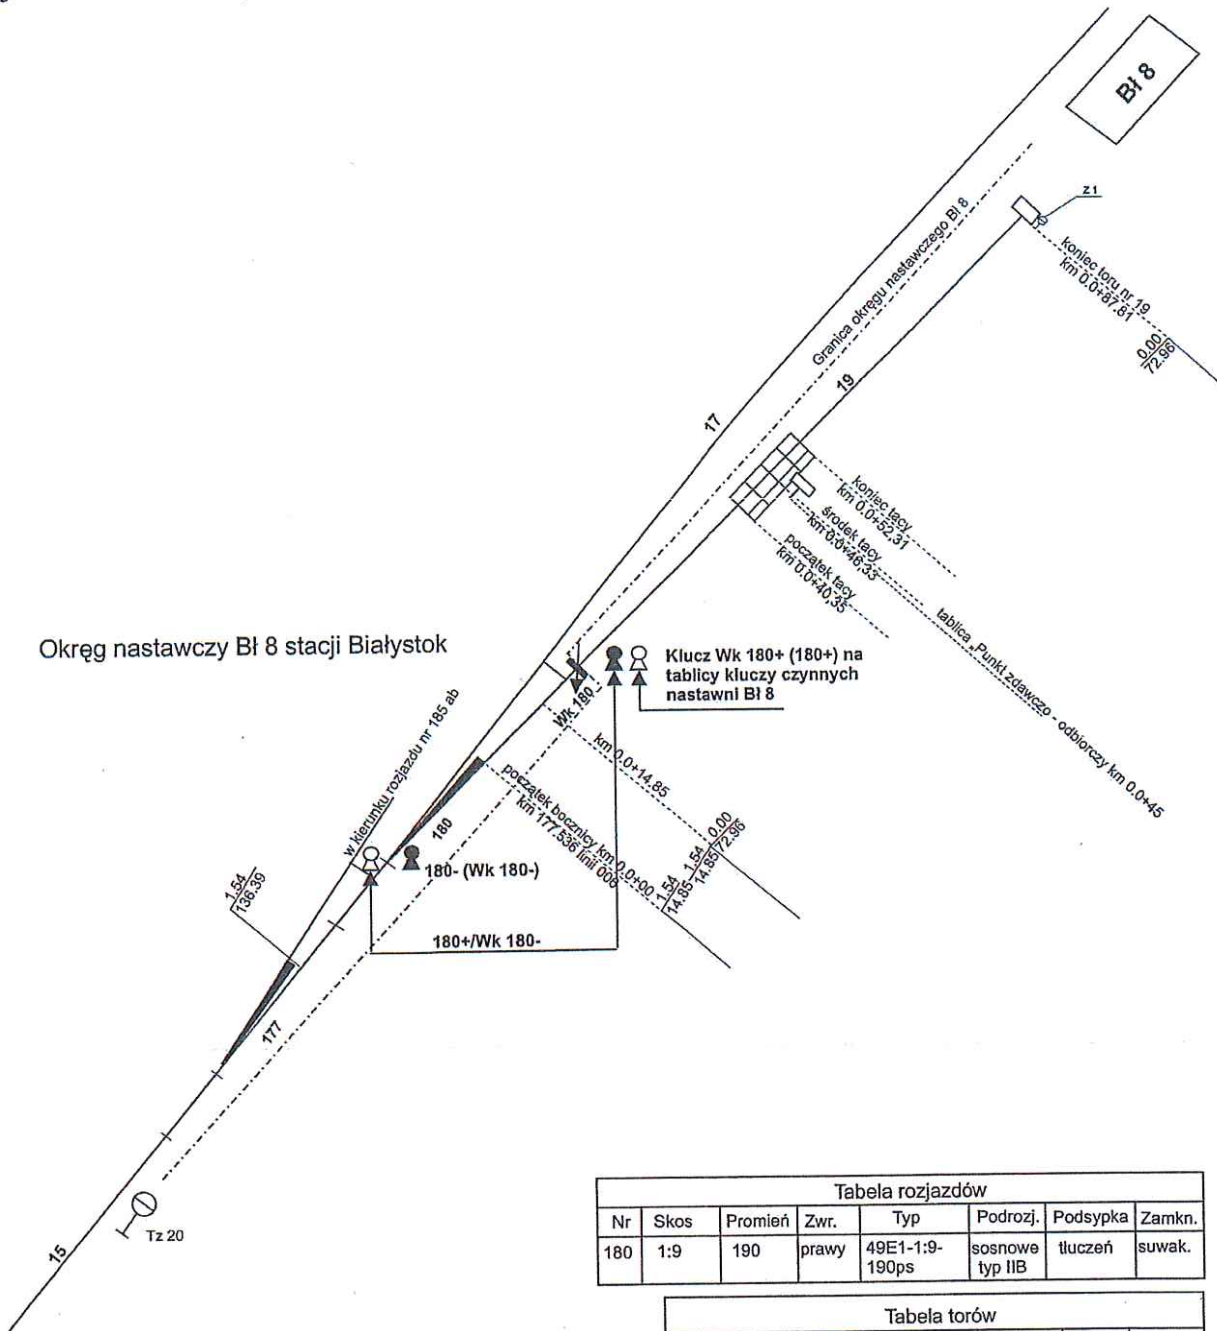 Bł 8
Z1
koniec toru nr 19
km 0.0+87.81
0.00
72.96
Granica okręgu nastawczego Bł 8
19
17
koniec tacy
km 0.0+52,31
środek tacy
km 0.0+46,33
początek tacy
km 0.0+40,35
tablica „Punkt zdawczo - odbiorczy km 0.0+45
Okręg nastawczy Bł 8 stacji Białystok
Klucz Wk 180+ (180+) na
tablicy kluczy czynnych
nastawni Bł 8
Wk 180
km 0.0+14,85
w kierunku rozjazdu nr 185 ab
początek bocznicy km 0.0+00
km 177.536 linii 006
1.54
14.85
1.54
14.85
0.00
72.96
180
180- (Wk 180-)
180+/Wk 180-
1.54
136.39
177
Tz 20
15
Tabela rozjazdów
Nr Skos Promień Zwr. Typ Podrozj. Podsypka Zamkn.
180 1:9 190 prawy 49E1-1:9- sosnowe tłuczeń suwak.
190ps typ IIB
Tabela torów